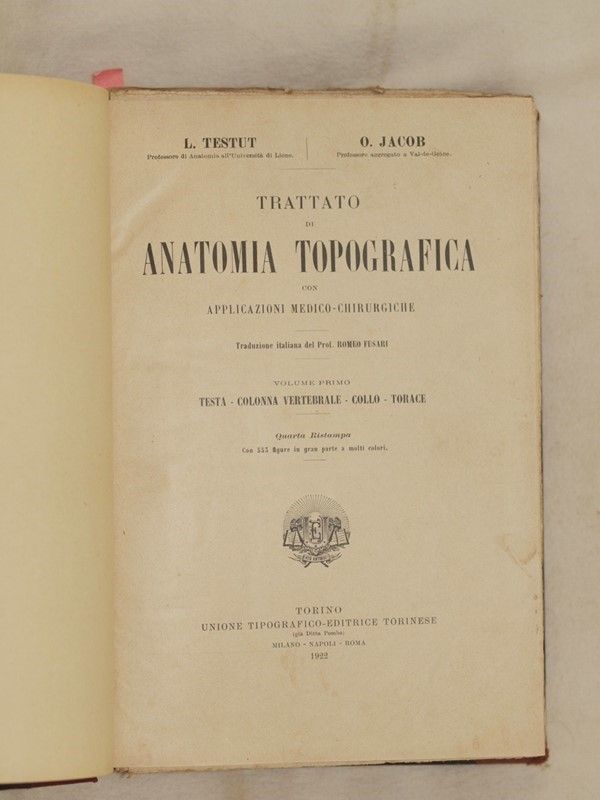 L. TESTUT
Professore di Anatomia all'Università di Lione.
O. JACOB
Professore aggregato a Val-de-Grâce.
TRATTATO
DI
ANATOMIA TOPOGRAFICA
CON
APPLICAZIONI MEDICO-CHIRURGICHE
Traduzione italiana del Prof. ROMEO FUSARI
VOLUME PRIMO
TESTA - COLONNA VERTEBRALE - COLLO - TORACE
Quarta Ristampa
Con 553 figure in gran parte a molti colori.
TORINO
UNIONE TIPOGRAFICO-EDITRICE TORINESE
(già Ditta Pomba)
MILANO - NAPOLI - ROMA
1922